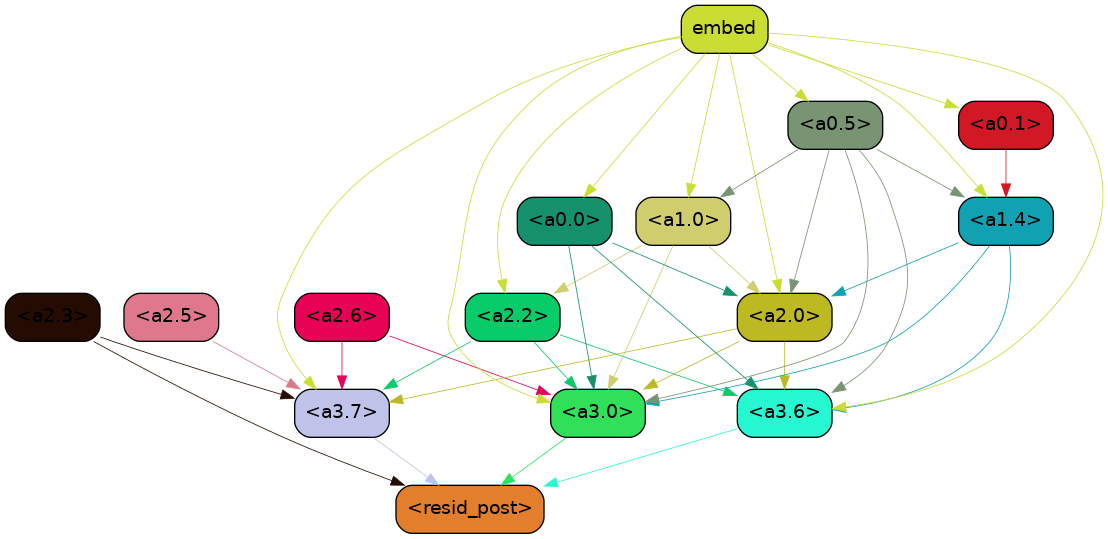 embed
<a0.5>
<a0.1>
<a0.0>
<a1.0>
<a1.4>
<a2.3>
<a2.5>
<a2.6>
<a2.2>
<a2.0>
<a3.7>
<a3.0>
<a3.6>
<resid_post>